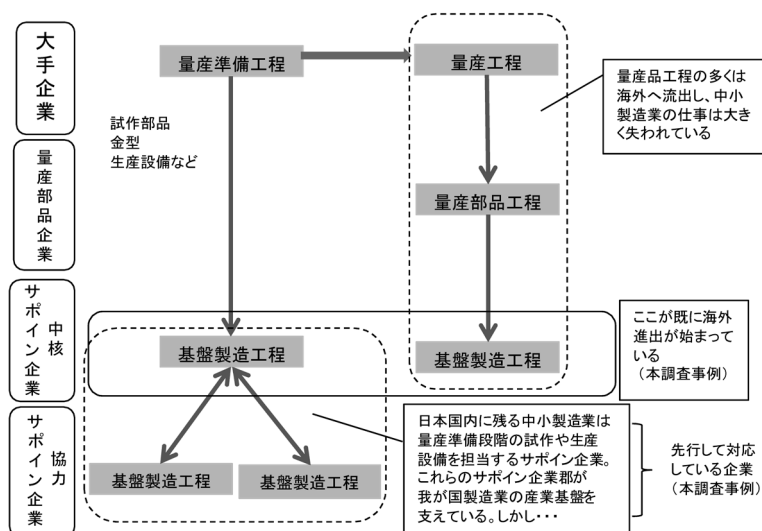 大手企業
量産準備工程
量産工程
量産品工程の多くは
海外へ流出し、中小
製造業の仕事は大き
く失われている
試作部品
金型
生産設備など
量産部品企業
量産部品工程
中核
サポイン企業
基盤製造工程
基盤製造工程
ここが既に海外
進出が始まって
いる
(本調査事例)
協力
サポイン企業
基盤製造工程
基盤製造工程
日本国内に残る中小製造業は
量産準備段階の試作や生産
設備を担当するサポイン企業。
これらのサポイン企業郡が
我が国製造業の産業基盤を
支えている。しかし・・・
先行して対応
している企業
(本調査事例)